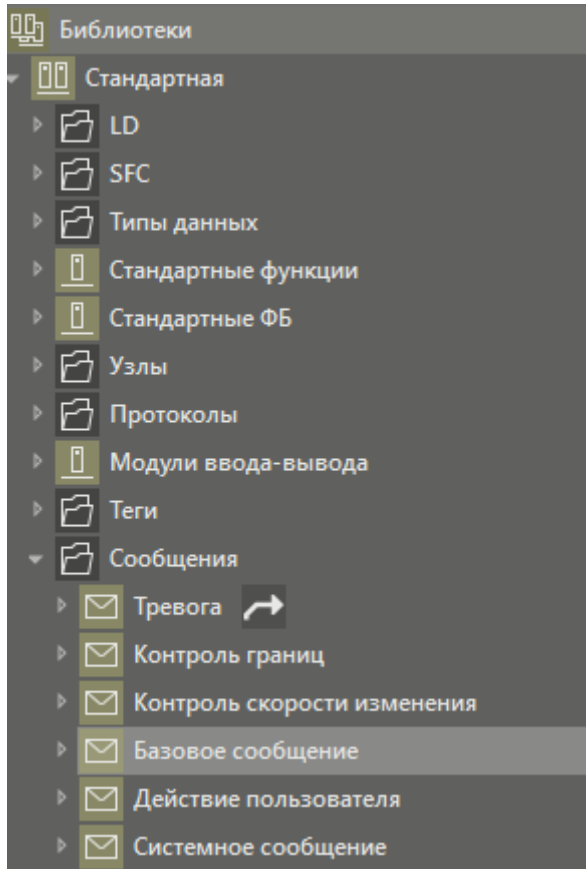 Библиотеки
Стандартная
LD
SFC
Типы данных
Стандартные функции
Стандартные ФБ
Узлы
Протоколы
Модули ввода-вывода
Теги
Сообщения
Тревога
Контроль границ
Контроль скорости изменения
Базовое сообщение
Действие пользователя
Системное сообщение